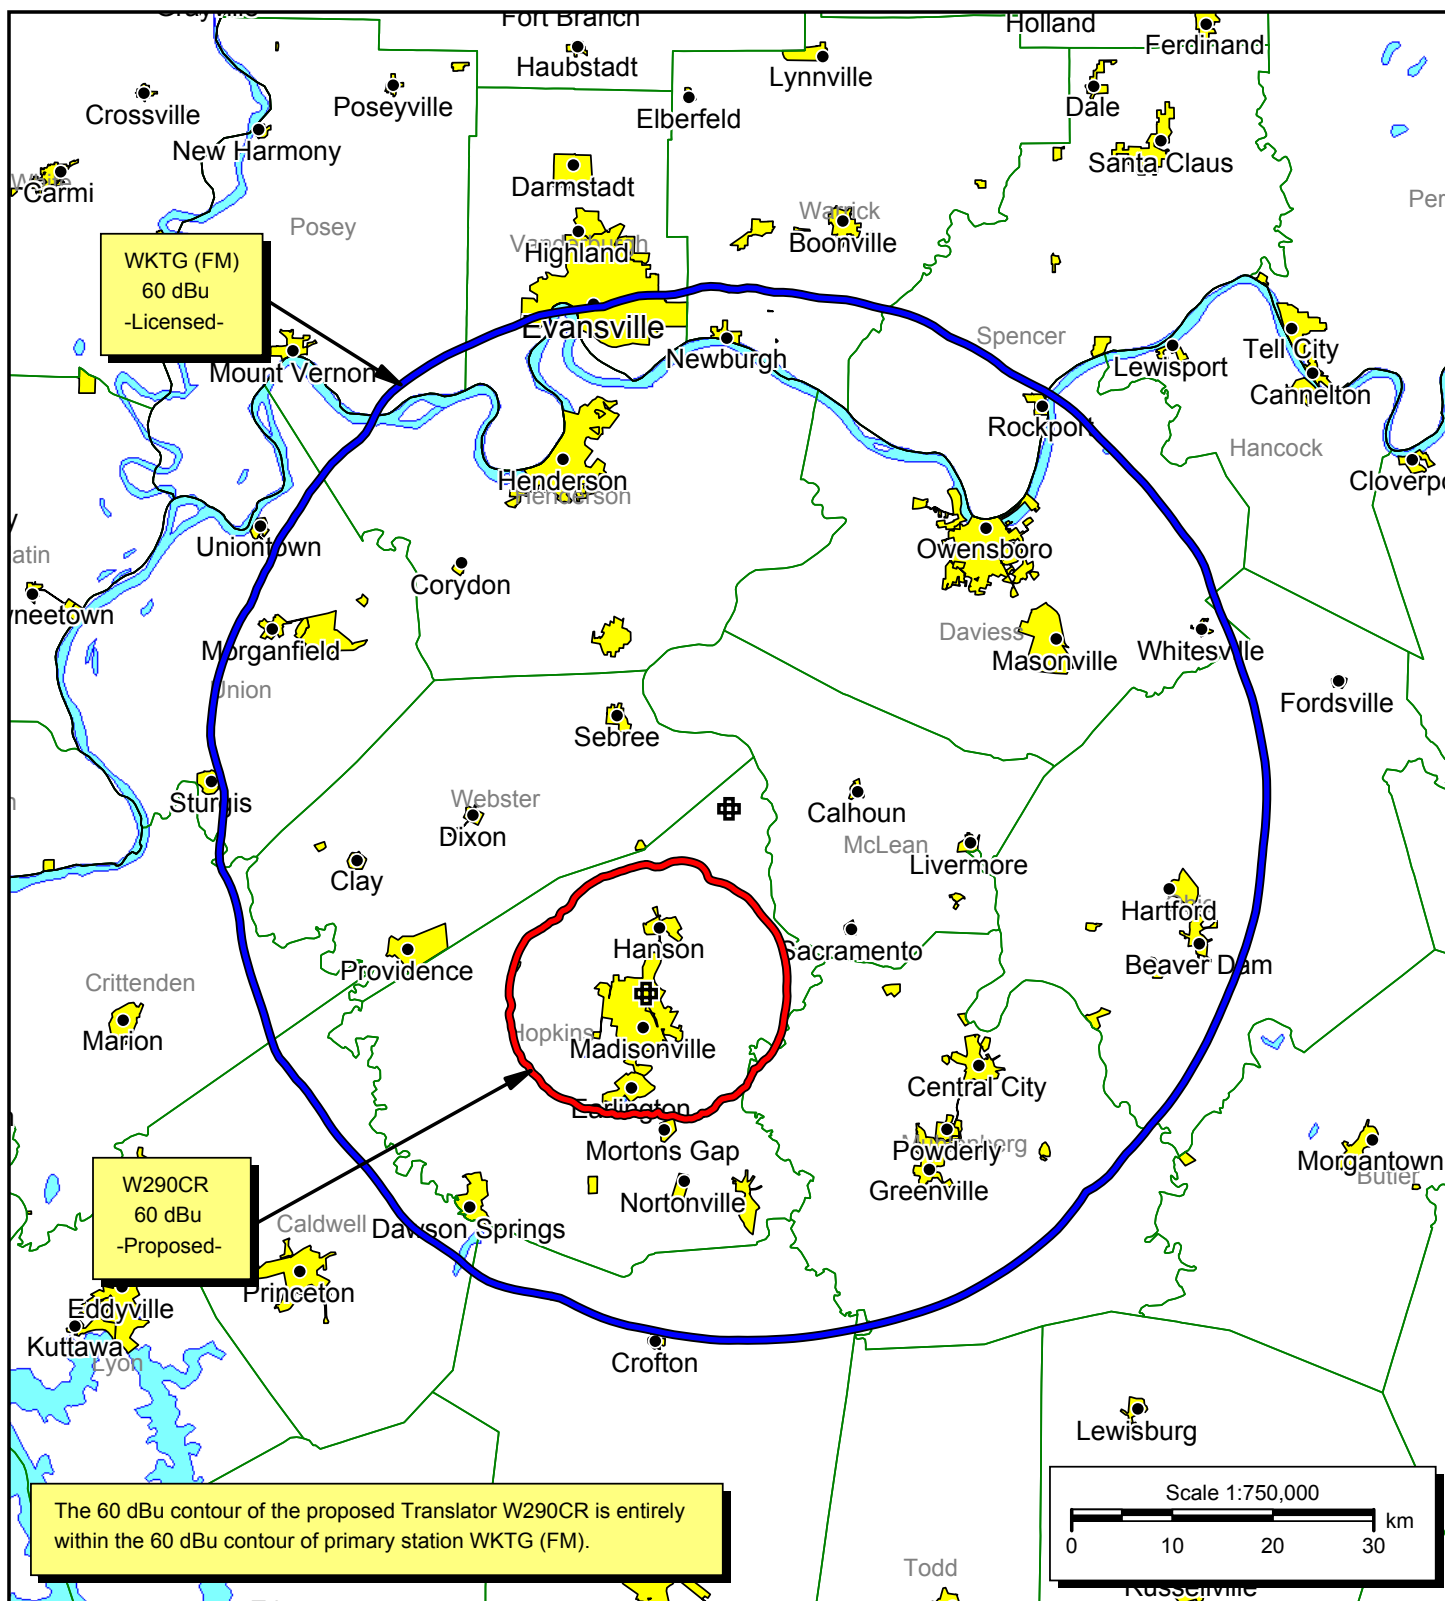 Fort Branch
Holland
Ferdinand
Haubstadt
Lynnville
Crossville
Poseyville
Elberfeld
Dale
New Harmony
Santa Claus
White
Carmi
Darmstadt
Posey
Warrick
Boonville
Highland
WKTG (FM)
60 dBu
-Licensed-
Evansville
Spencer
Tell City
Mount Vernon
Newburgh
Lewisport
Cannelton
Rockport
Hancock
Henderson
Henderson
Uniontown
Owensboro
Corydon
Daviess
Morganfield
Masonville
Whitesville
Union
Fordsville
Sebree
Webster
Sturgis
Dixon
Calhoun
McLean
Livermore
Clay
Hartford
Hanson
Sacramento
Providence
Beaver Dam
Crittenden
Marion
Hopkins
Madisonville
Central City
Earlington
Mortons Gap
Powderly
Morgantown
Butler
W290CR
60 dBu
-Proposed-
Nortonville
Greenville
Caldwell
Dawson Springs
Princeton
Eddyville
Kuttawa
Lyon
Crofton
Lewisburg
The 60 dBu contour of the proposed Translator W290CR is entirely
within the 60 dBu contour of primary station WKTG (FM).
Scale 1:750,000
km
0 10 20 30
Todd